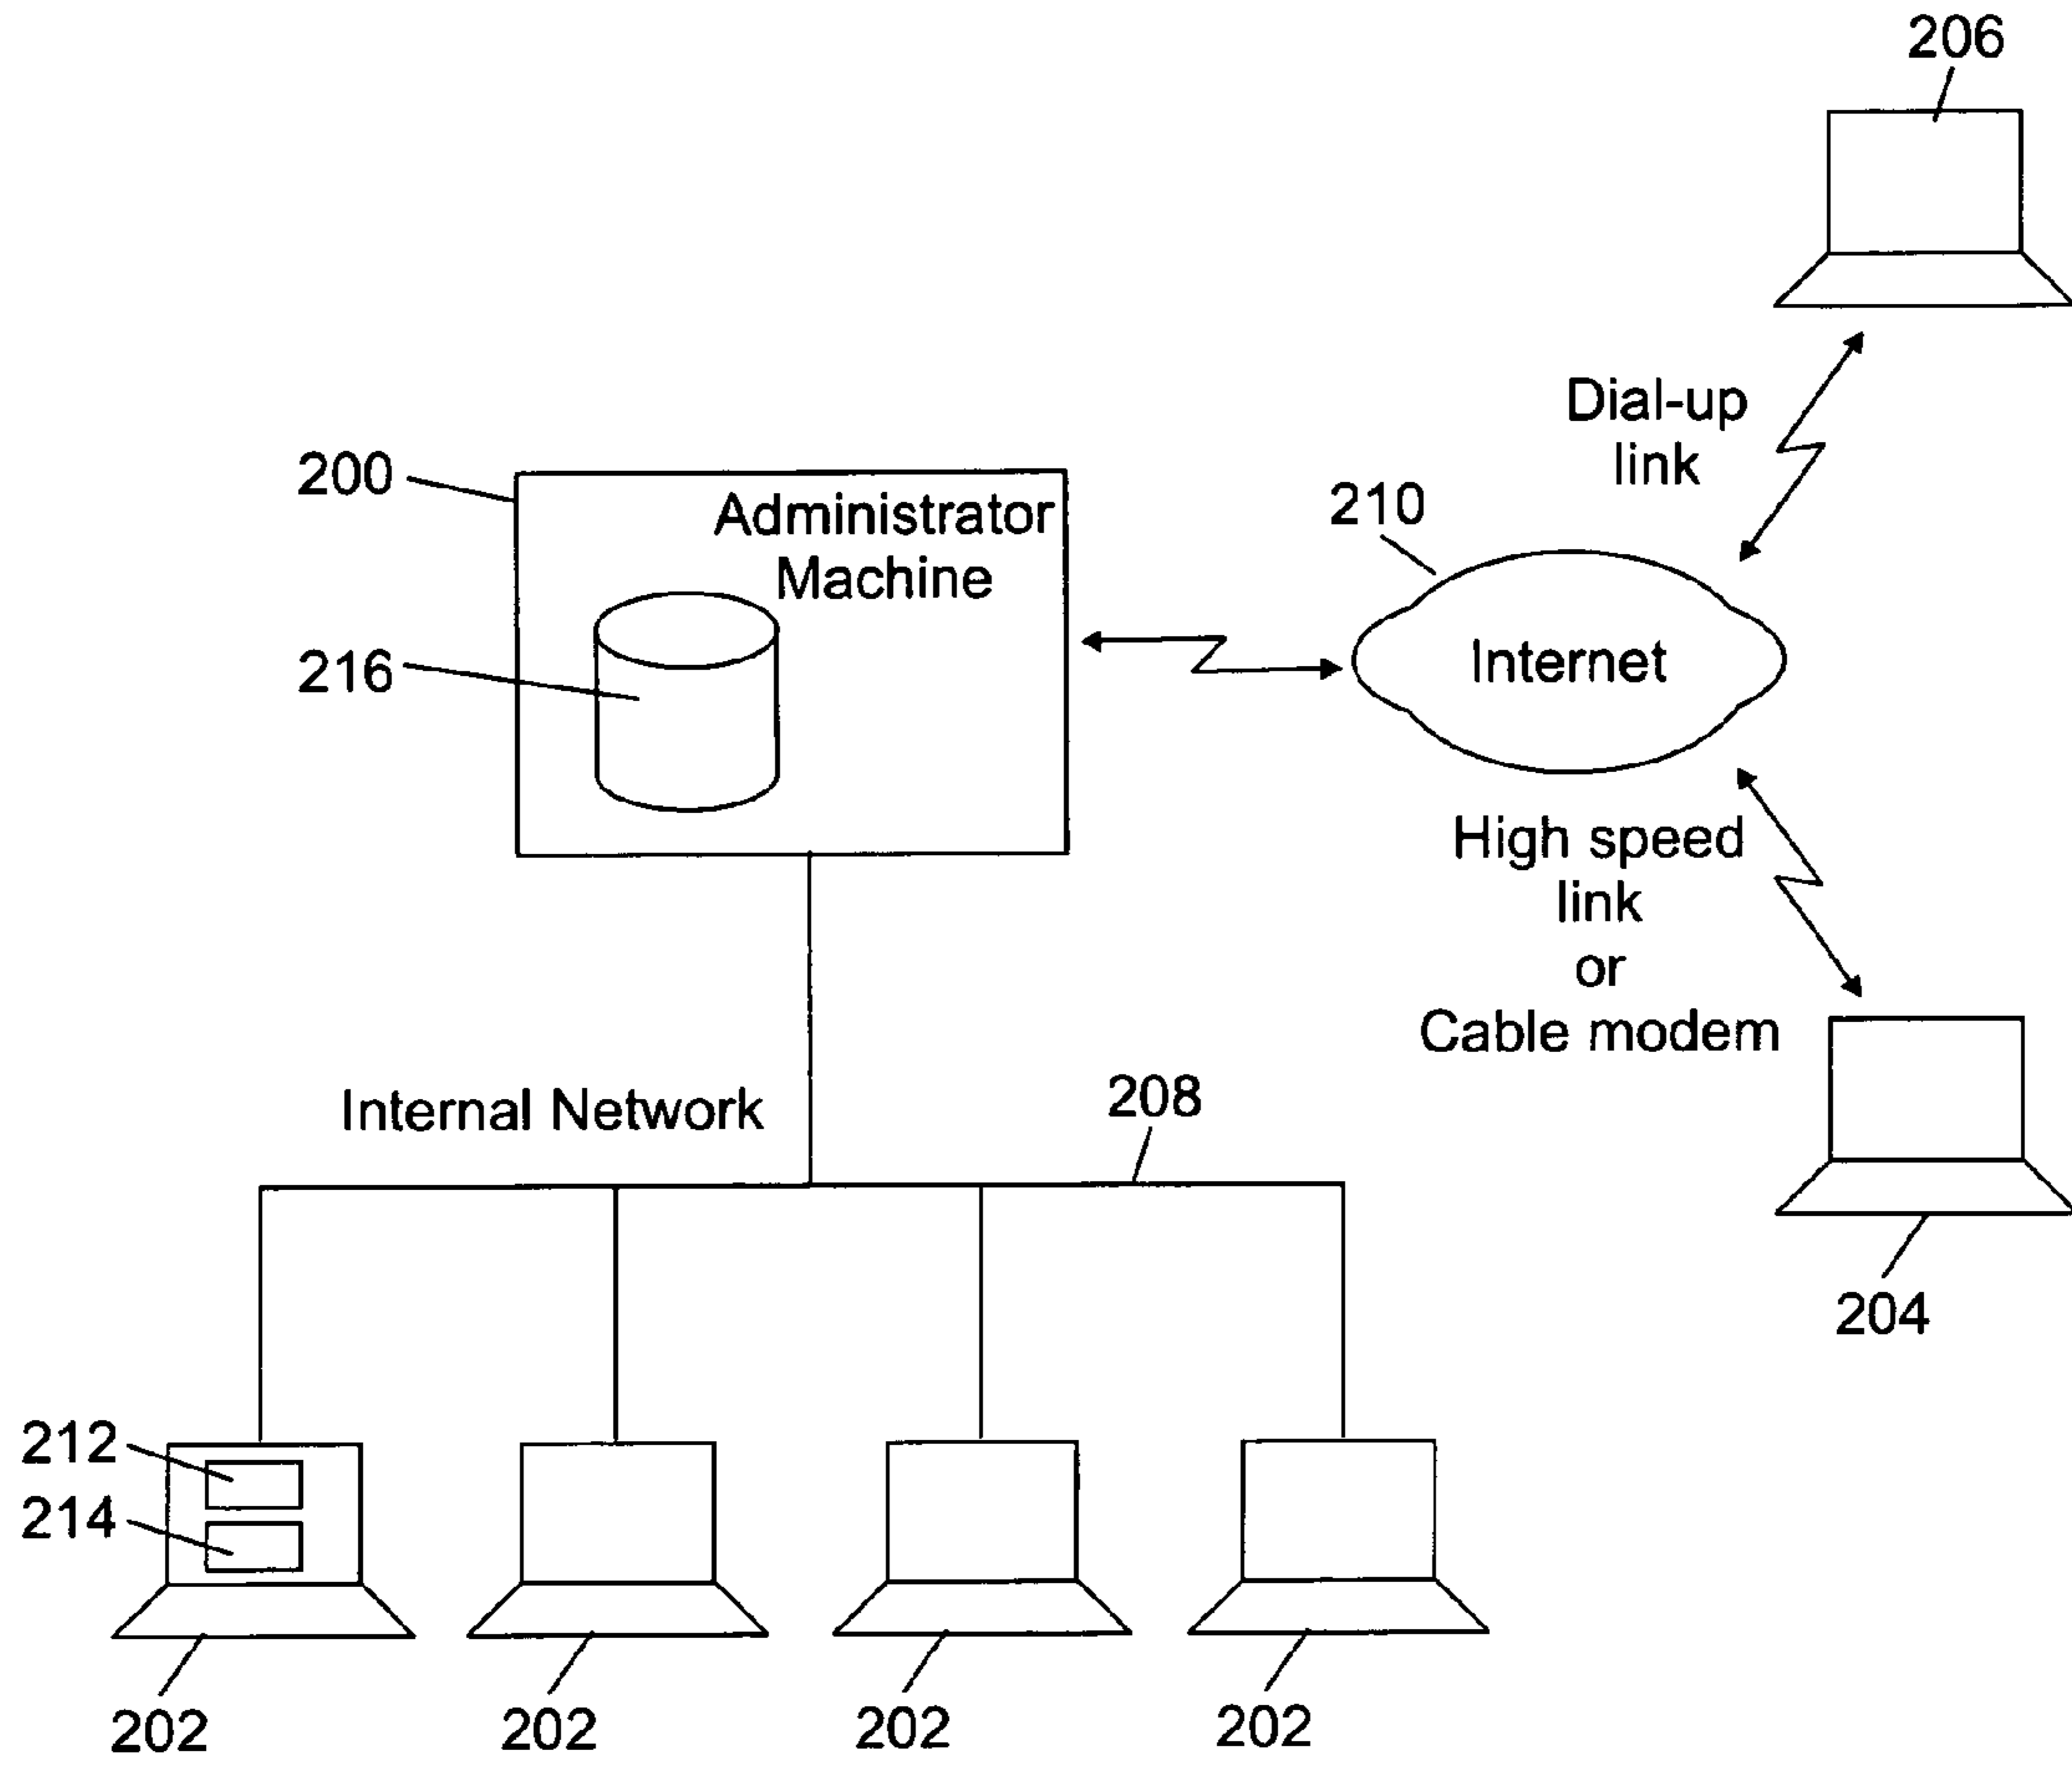 206
Dial-up
link
200
Administrator
Machine
210
216
Internet
High speed
link
or
Cable modem
Internal Network
208
204
212
214
202
202
202
202